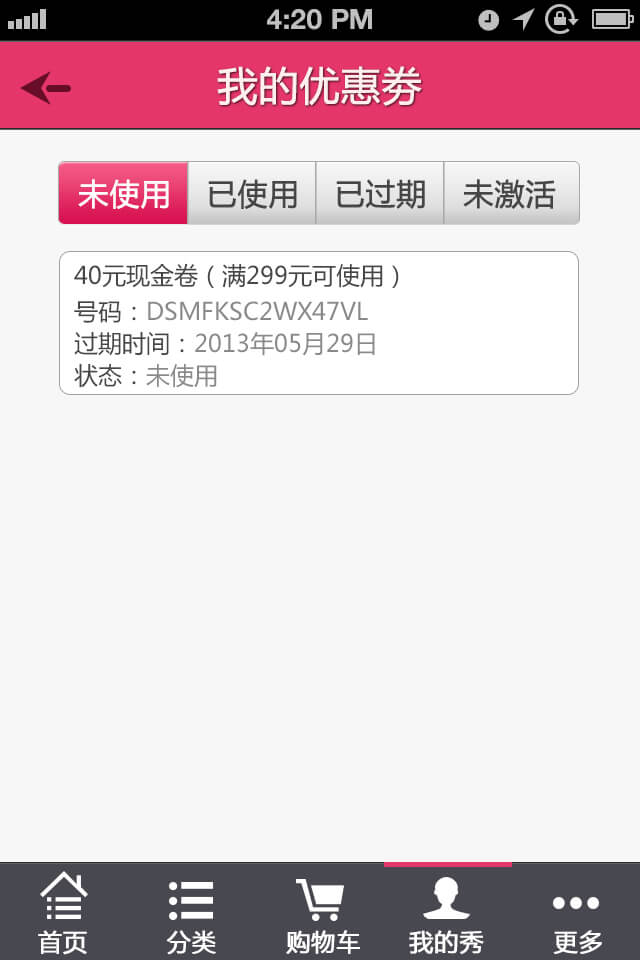 4:20 PM
我的优惠券
未使用 已使用 已过期 未激活
40元现金卷（满299元可使用）
号码：DSMFKSC2WX47VL
过期时间：2013年05月29日
状态：未使用
首页 分类 购物车 我的秀 更多